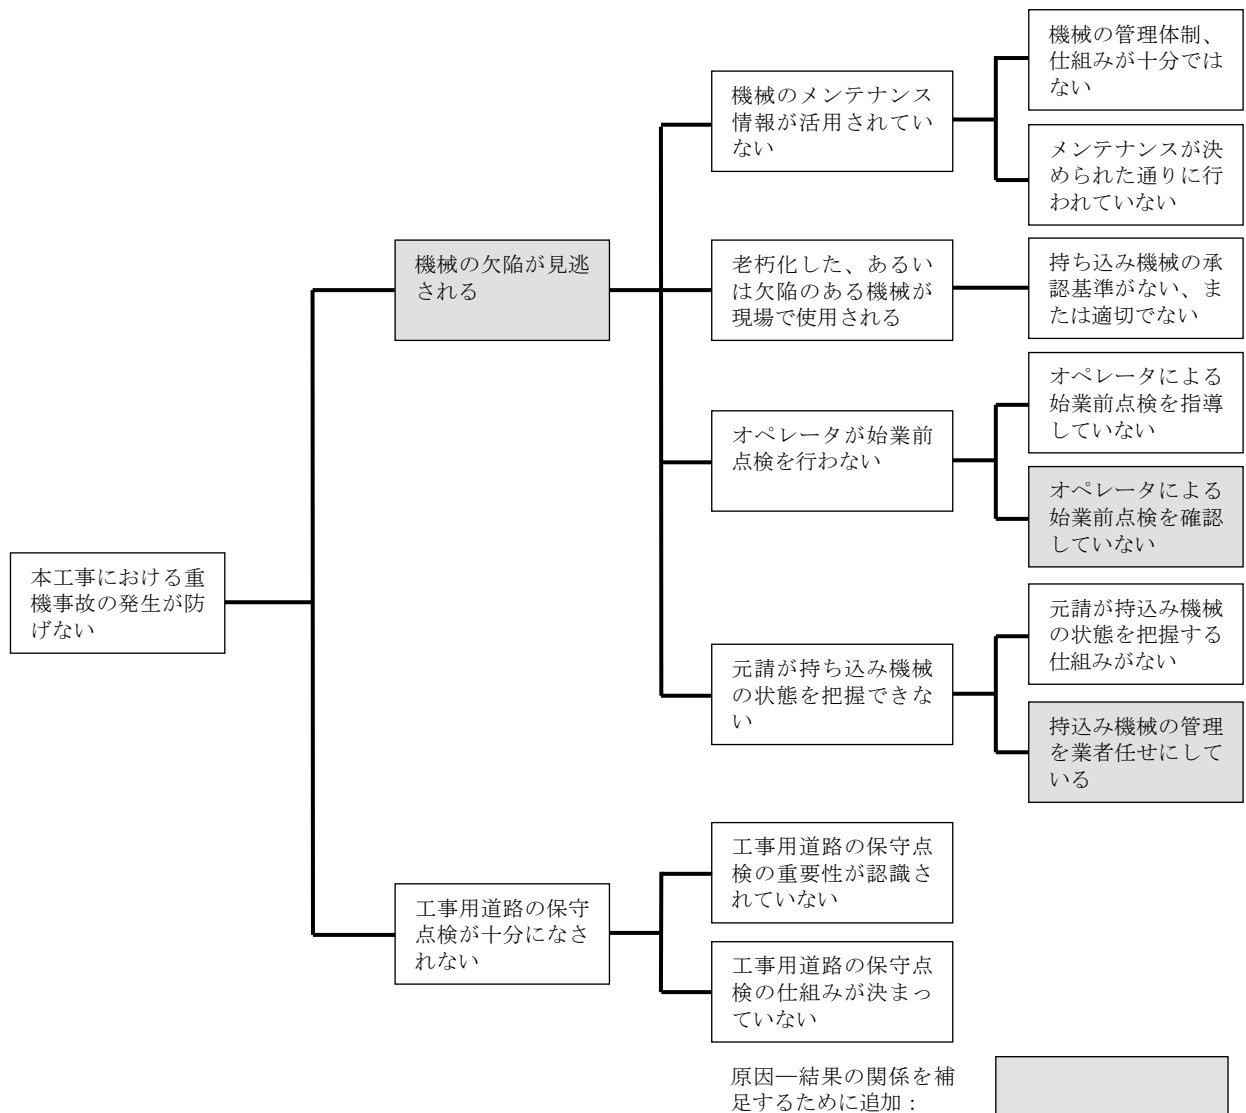 機械の管理体制、
仕組みが十分では
ない
機械のメンテナンス
情報が活用されてい
ない
メンテナンスが決
められた通りに行
われていない
機械の欠陥が見逃
される
老朽化した、あるい
は欠陥のある機械が
現場で使用される
持ち込み機械の承
認基準がない、ま
たは適切でない
オペレータによる
始業前点検を指導
していない
オペレータが始業前
点検を行わない
オペレータによる
始業前点検を確認
していない
本工事における重
機事故の発生が防
げない
元請が持込み機械
の状態を把握する
仕組みがない
元請が持ち込み機械
の状態を把握できな
い
持込み機械の管理
を業者任せにして
いる
工事用道路の保守点
検の重要性が認識さ
れていない
工事用道路の保守
点検が十分になさ
れない
工事用道路の保守点
検の仕組みが決まっ
ていない
原因―結果の関係を補
足するために追加：